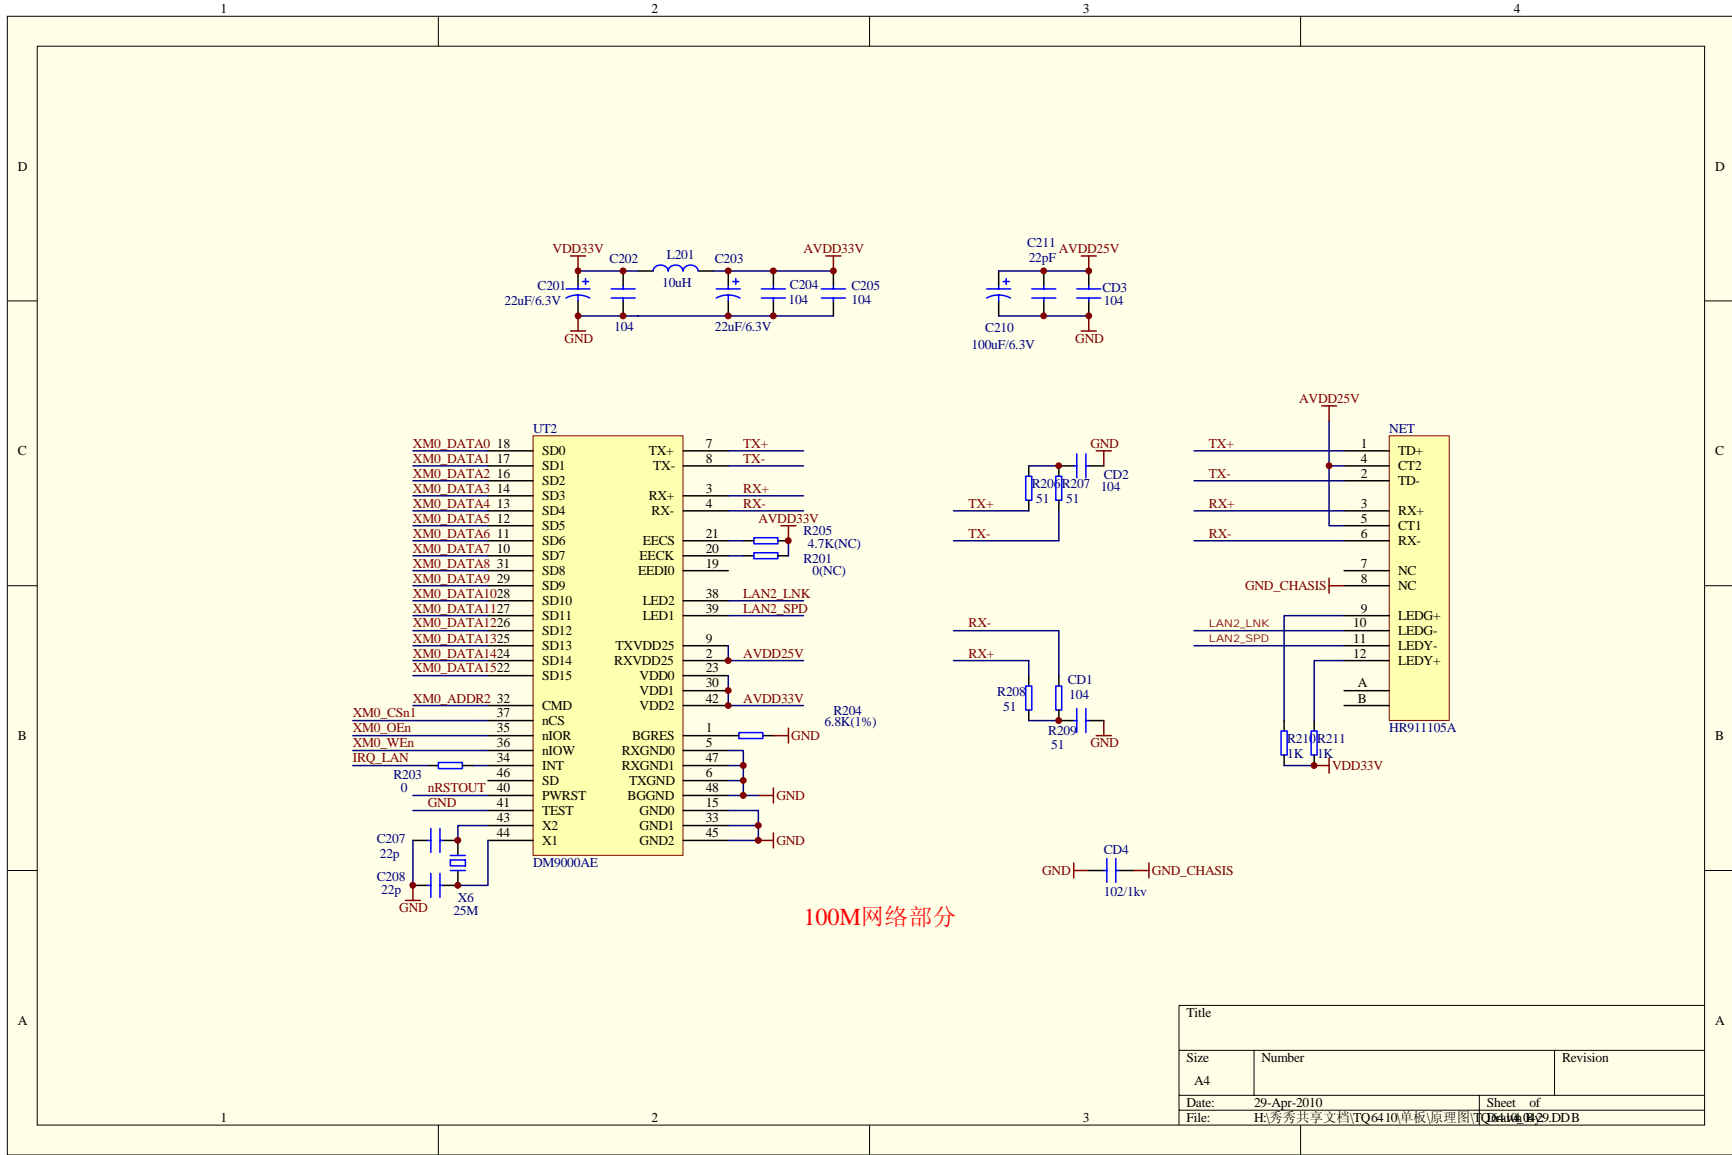 1 2 3 4
D D
VDD33V C202 L201 C203 AVDD33V
C201 22uF/6.3V 10uH C204 104 C205 104
104 22uF/6.3V
GND
C211 AVDD25V
22pF
CD3
104
C210 GND
100uF/6.3V
C C
UT2
XM0_DATA0 18 SD0 TX+ 7 TX+
XM0_DATA1 17 SD1 TX- 8 TX-
XM0_DATA2 16 SD2
XM0_DATA3 14 SD3 RX+ 3 RX+
XM0_DATA4 13 SD4 RX- 4 RX-
XM0_DATA5 12 SD5 AVDD33V
XM0_DATA6 11 SD6 EECS 21 R205 4.7K(NC)
XM0_DATA7 10 SD7 EECK 20 R201 0(NC)
XM0_DATA8 31 SD8 EEDI0 19
XM0_DATA9 29 SD9
XM0_DATA10 28 SD10 LED2 38 LAN2_LNK
XM0_DATA11 27 SD11 LED1 39 LAN2_SPD
XM0_DATA12 26 SD12
XM0_DATA13 25 SD13 TXVDD25 9
XM0_DATA14 24 SD14 RXVDD25 2 AVDD25V
XM0_DATA15 22 SD15 VDD0 23
VDD1 30
XM0_ADDR2 32 CMD VDD2 42 AVDD33V
XM0_CSn1 37 nCS R204 6.8K(1%)
XM0_OEn 35 nIOR BGRES 1 GND
XM0_WEn 36 nIOW RXGND0 5
IRQ_LAN 34 INT RXGND1 47
R203 0 46 SD TXGND 6
nRSTOUT 40 PWRST BGGND 48 GND
GND 41 TEST GND0 15
43 X2 GND1 33
44 X1 GND2 45 GND
DM9000AE
C207
22p
C208
22p
GND
X6
25M
GND
CD2
104
R206 R207
51 51
TX+
TX-
RX-
RX+
R208
51
CD1
104
R209
51
GND
AVDD25V
NET
TX+ 1 TD+
4 CT2
TX- 2 TD-
RX+ 3 RX+
5 CT1
RX- 6 RX-
7 NC
GND_CHASIS 8 NC
9 LEDG+
LAN2_LNK 10 LEDG-
LAN2_SPD 11 LEDY-
12 LEDY+
A
B
HR911105A
R210 R211
1K 1K
VDD33V
B B
CD4
GND GND_CHASIS
102/1kv
100M网络部分
A A
Title
Size Number Revision
A4
Date: 29-Apr-2010 Sheet of
File: H:\秀秀共享文档\TQ6410\单板\原理图\
1 2 3